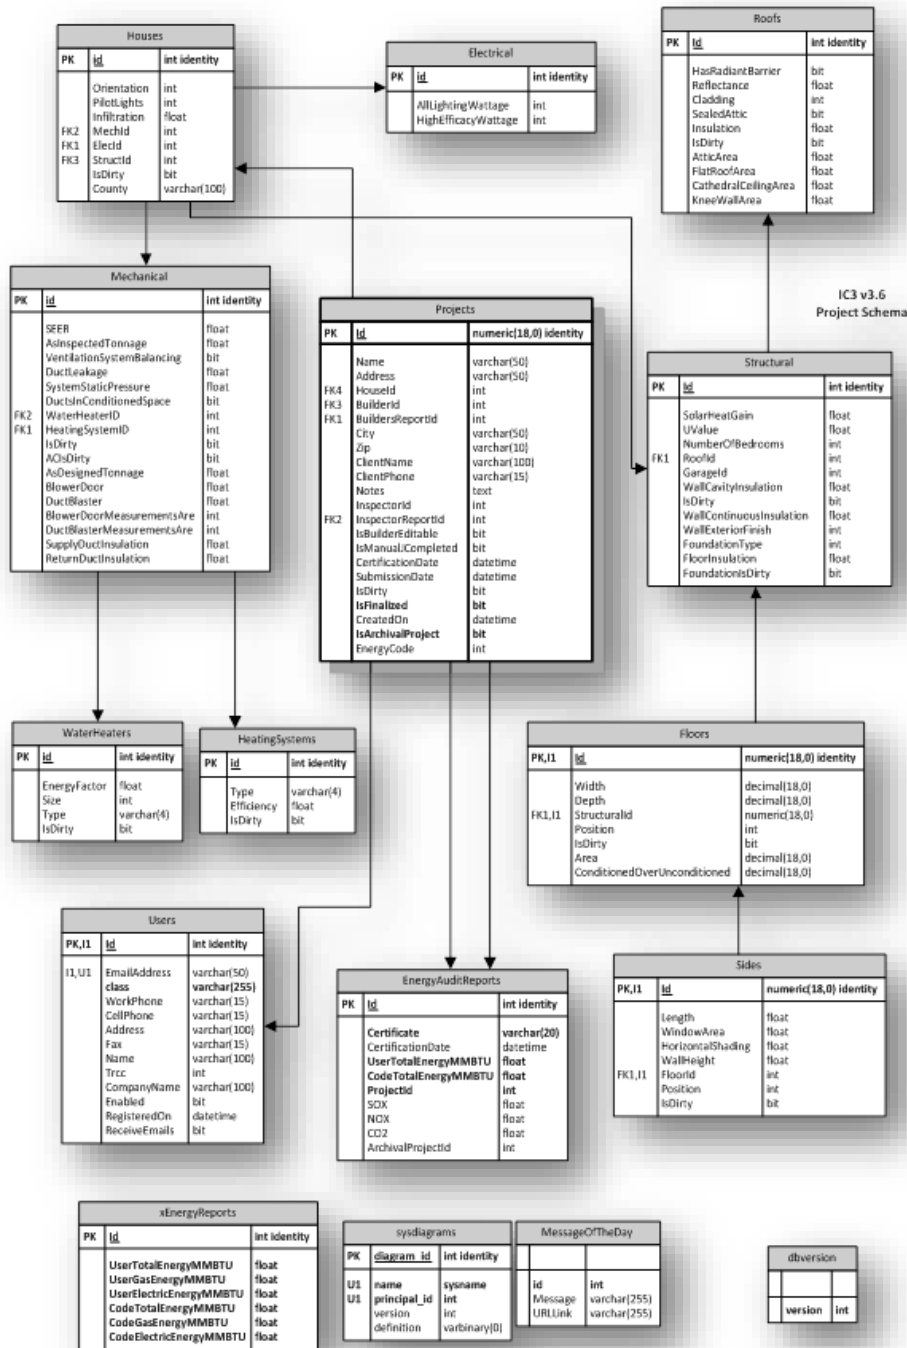 Houses
PK id int identity
Orientation int
PilotLights int
Infiltration float
FK2 MechId int
FK1 ElecId int
FK3 StructId int
IsDirty bit
County varchar(100)
Electrical
PK id int identity
AllLightingWattage int
HighEfficacyWattage int
Roofs
PK Id int identity
HasRadiantBarrier bit
Reflectance float
Cladding int
SealedAttic bit
Insulation float
IsDirty bit
AtticArea float
FlatRoofArea float
CathedralCeilingArea float
KneeWallArea float
IC3 v3.6
Project Schema
Mechanical
PK id int identity
SEER float
AsInspectedTonnage float
VentilationSystemBalancing bit
DuctLeakage float
SystemStaticPressure float
DuctsInConditionedSpace bit
FK2 WaterHeaterID int
FK1 HeatingSystemID int
IsDirty bit
ACIsDirty bit
AsDesignedTonnage float
BlowerDoor float
DuctBlaster float
BlowerDoorMeasurementsAre int
DuctBlasterMeasurementsAre int
SupplyDuctInsulation float
ReturnDuctInsulation float
Projects
PK Id numeric(18,0) identity
Name varchar(50)
Address varchar(50)
FK4 HouseId int
FK3 BuilderId int
FK1 BuildersReportId int
City varchar(50)
Zip varchar(10)
ClientName varchar(100)
ClientPhone varchar(15)
Notes text
InspectorId int
FK2 InspectorReportId int
IsBuilderEditable bit
IsManualJCompleted bit
CertificationDate datetime
SubmissionDate datetime
IsDirty bit
IsFinalized bit
CreatedOn datetime
IsArchivalProject bit
EnergyCode int
Structural
PK Id int identity
SolarHeatGain float
UValue float
NumberOfBedrooms int
FK1 RoofId int
GarageId int
WallCavityInsulation float
IsDirty bit
WallContinuousInsulation float
WallExteriorFinish int
FoundationType int
FloorInsulation float
FoundationIsDirty bit
WaterHeaters
PK id int identity
EnergyFactor float
Size int
Type varchar(4)
IsDirty bit
HeatingSystems
PK id int identity
Type varchar(4)
Efficiency float
IsDirty bit
Floors
PK,I1 Id numeric(18,0) identity
Width decimal(18,0)
Depth decimal(18,0)
FK1,I1 StructuralId numeric(18,0)
Position int
IsDirty bit
Area decimal(18,0)
ConditionedOverUnconditioned decimal(18,0)
Users
PK,I1 Id int identity
I1,U1 EmailAddress varchar(50)
class varchar(255)
WorkPhone varchar(15)
CellPhone varchar(15)
Address varchar(100)
Fax varchar(15)
Name varchar(100)
Trcc int
CompanyName varchar(100)
Enabled bit
RegisteredOn datetime
ReceiveEmails bit
EnergyAuditReports
PK Id int identity
Certificate varchar(20)
CertificationDate datetime
UserTotalEnergyMMBTU float
CodeTotalEnergyMMBTU float
ProjectId int
SOX float
NOX float
CO2 float
ArchivalProjectId int
Sides
PK,I1 Id numeric(18,0) identity
Length float
WindowArea float
HorizontalShading float
WallHeight float
FK1,I1 FloorId int
Position int
IsDirty bit
xEnergyReports
PK Id int identity
UserTotalEnergyMMBTU float
UserGasEnergyMMBTU float
UserElectricEnergyMMBTU float
CodeTotalEnergyMMBTU float
CodeGasEnergyMMBTU float
CodeElectricEnergyMMBTU float
sysdiagrams
PK diagram_id int identity
U1 name sysname
U1 principal_id int
version int
definition varbinary(0)
MessageOfTheDay
id int
Message varchar(255)
URLLink varchar(255)
dbversion
version int